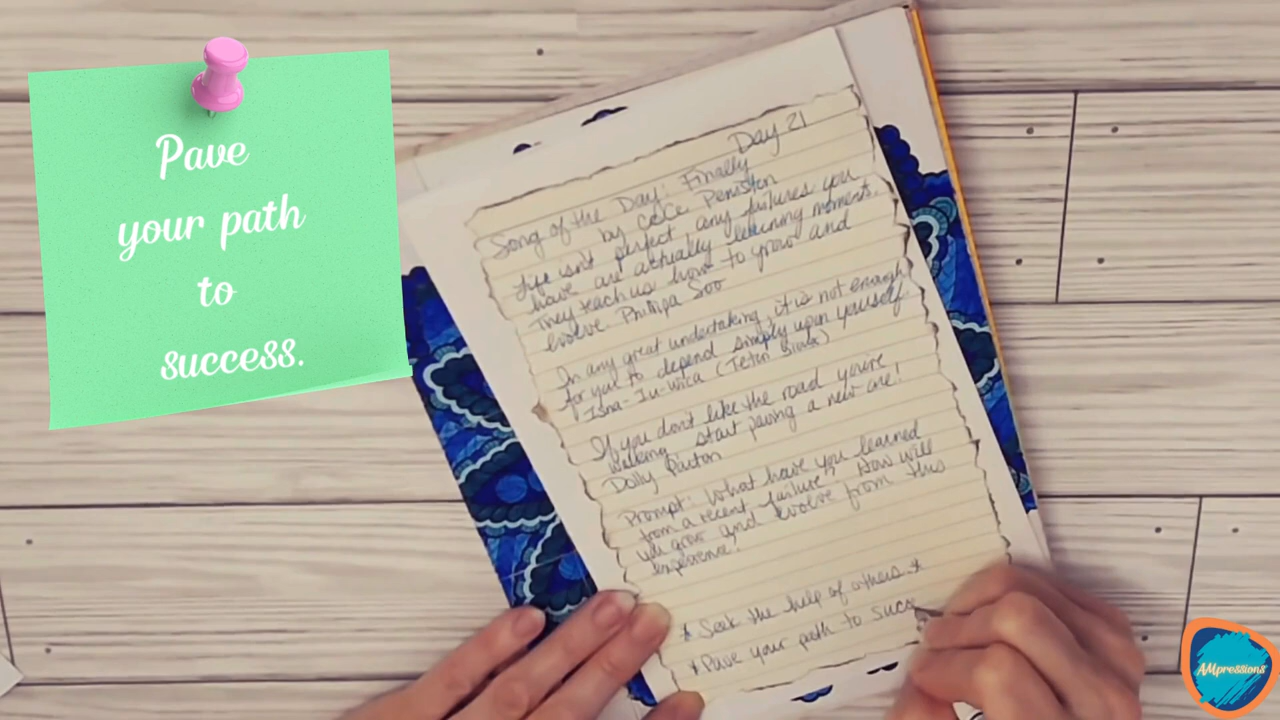 Pave
your path
to
success.
Day 21
Song of the Day: Finally
by CeCe Peniston
Life isn't perfect any failures you
have are actually learning moments.
They teach us how to grow and
evolve. Phillipa Soo
In any great undertaking it is not enough
for you to depend simply upon yourself
Isna-Iu-wica (Teton Sioux)
If you don't like the road you're
walking, start paving a new one!
Dolly Parton
Prompt: What have you learned
from a recent failure? How will
you grow and evolve from this
experience?
* Seek the help of others *
* Pave your path to succe
AMpressions